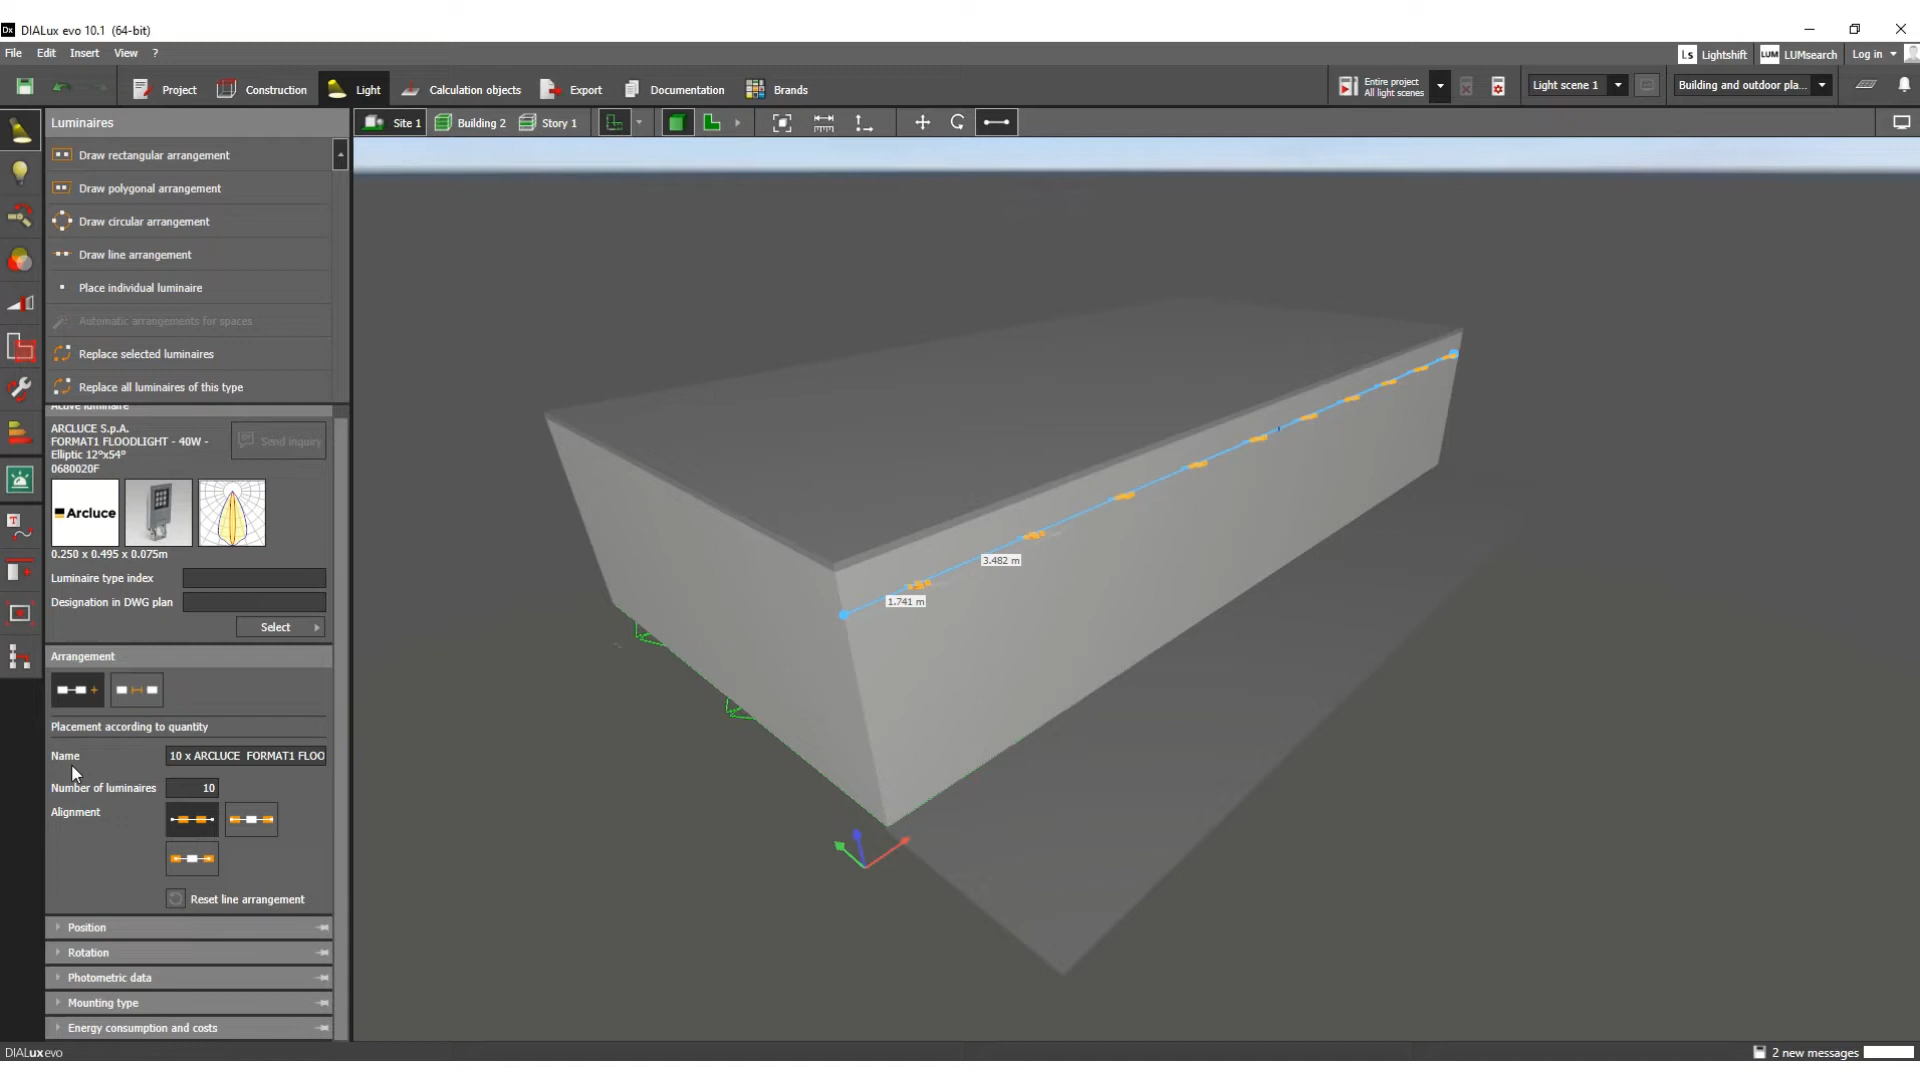 DIALux evo 10.1 (64-bit)
File Edit Insert View ?
Lightshift LUMsearch Log in
Project Construction Light Calculation objects Export Documentation Brands
Entire project
All light scenes
Light scene 1
Building and outdoor pla...
Luminaires
Site 1 Building 2 Story 1
Draw rectangular arrangement
Draw polygonal arrangement
Draw circular arrangement
Draw line arrangement
Place individual luminaire
Automatic arrangements for spaces
Replace selected luminaires
Replace all luminaires of this type
Active luminaire
ARCLUCE S.p.A.
FORMAT1 FLOODLIGHT - 40W -
Elliptic 12°x54°
0680020F
Send inquiry
Arcluce
0.250 x 0.495 x 0.075m
Luminaire type index
Designation in DWG plan
Select
Arrangement
Placement according to quantity
Name 10 x ARCLUCE FORMAT1 FLOO
Number of luminaires 10
Alignment
Reset line arrangement
Position
Rotation
Photometric data
Mounting type
Energy consumption and costs
3.482 m
1.741 m
DIALux evo
2 new messages